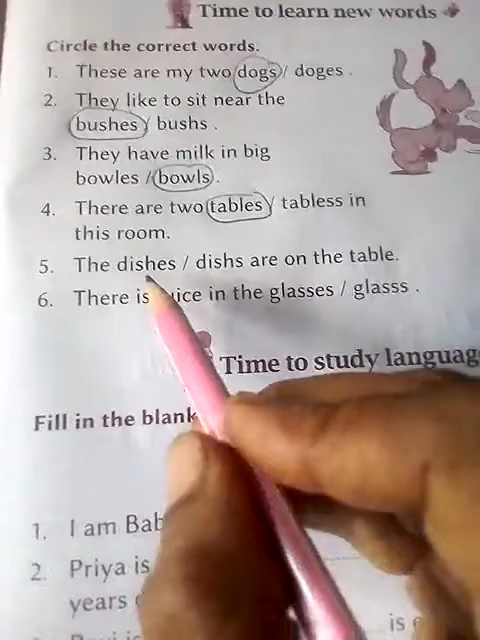 Time to learn new words
Circle the correct words.
1. These are my two dogs / doges .
2. They like to sit near the
bushes / bushs .
3. They have milk in big
bowles / bowls .
4. There are two tables / tabless in
this room.
5. The dishes / dishs are on the table.
6. There is in the glasses / glasss .
Time to study languag
Fill in the blank
1. I am
2. Priya is
years
is